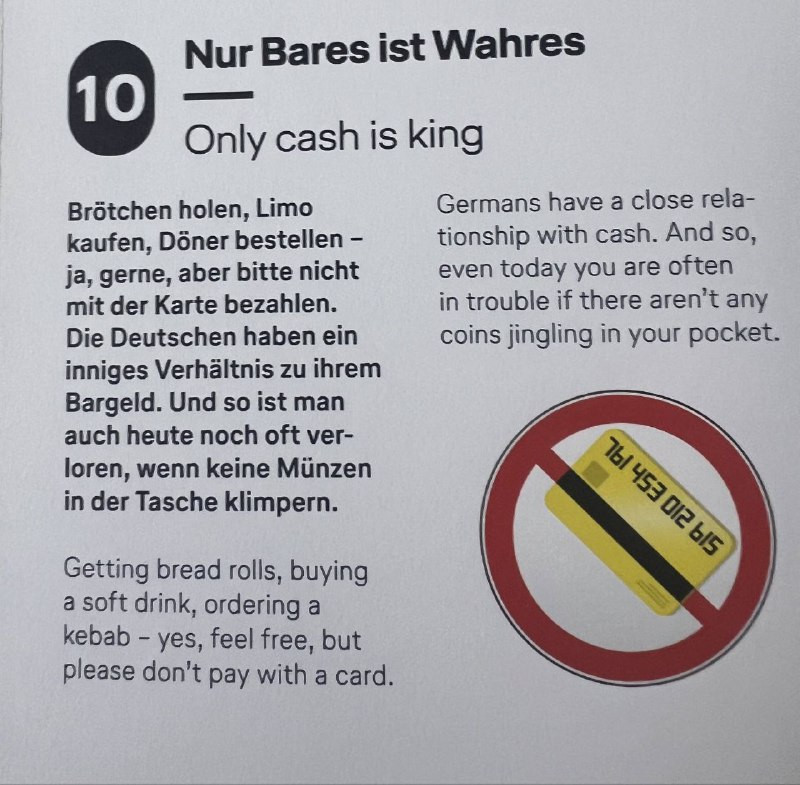 10
Nur Bares ist Wahres
Only cash is king
Brötchen holen, Limo
kaufen, Döner bestellen –
ja, gerne, aber bitte nicht
mit der Karte bezahlen.
Die Deutschen haben ein
inniges Verhältnis zu ihrem
Bargeld. Und so ist man
auch heute noch oft ver-
loren, wenn keine Münzen
in der Tasche klimpern.
Getting bread rolls, buying
a soft drink, ordering a
kebab – yes, feel free, but
please don't pay with a card.
Germans have a close rela-
tionship with cash. And so,
even today you are often
in trouble if there aren't any
coins jingling in your pocket.
761 453 012 615